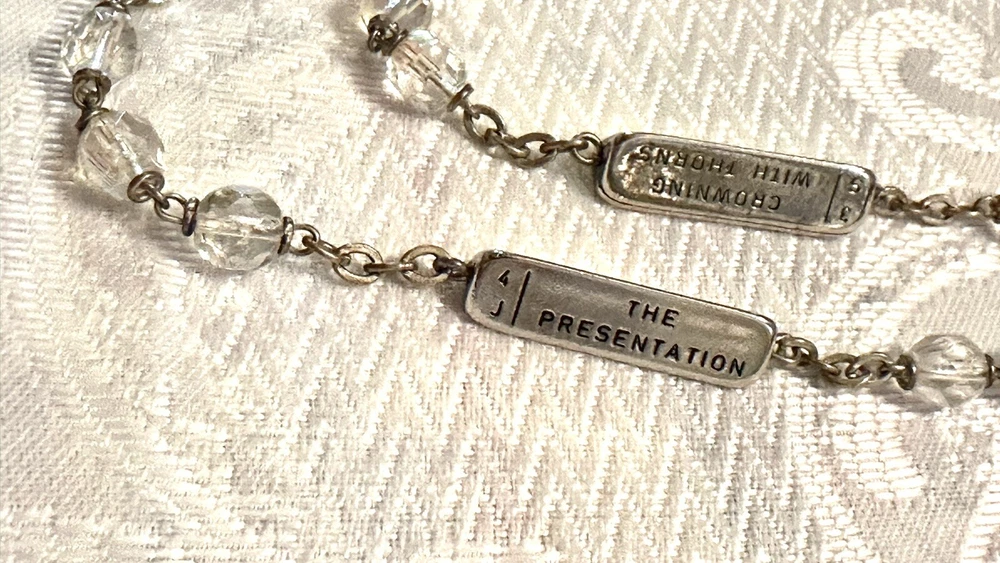 CROWNING
WITH THORNS
3
S
4
J
THE
PRESENTATION